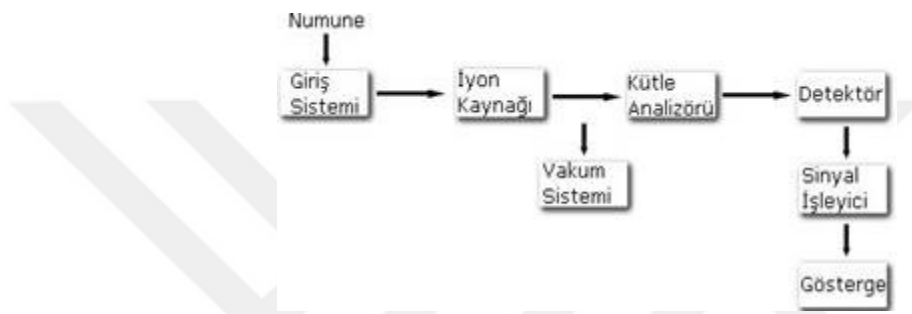 Numune
Giriş
Sistemi
İyon
Kaynağı
Kütle
Analizörü
Detektör
Vakum
Sistemi
Sinyal
İşleyici
Gösterge